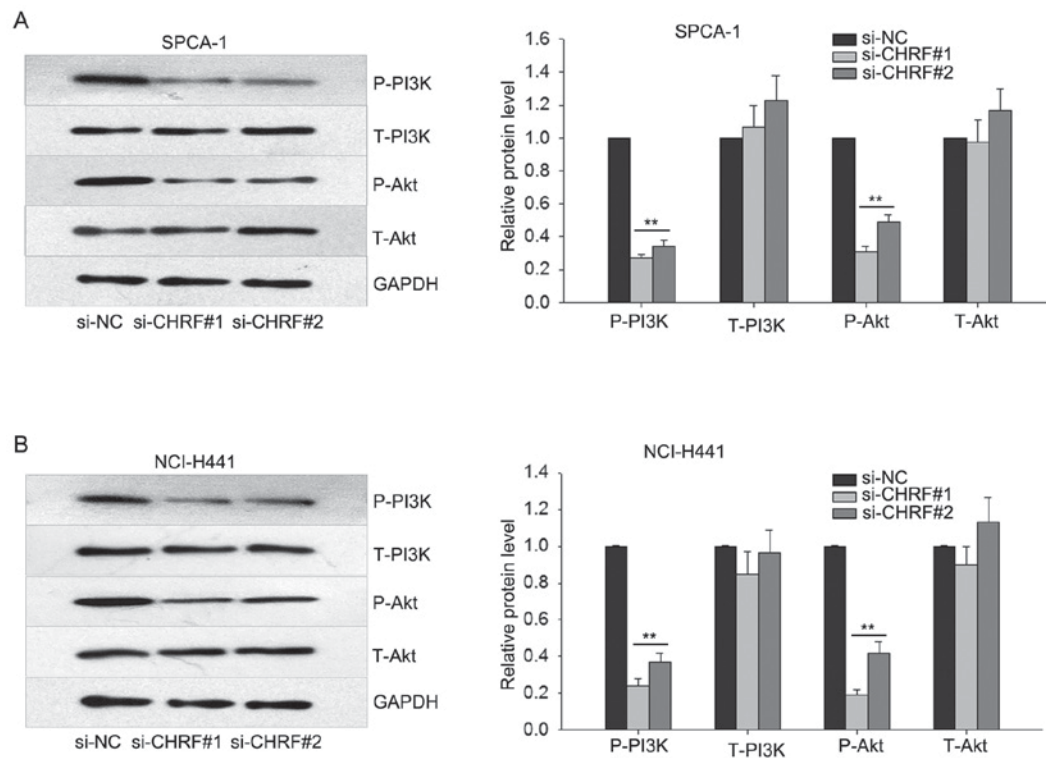 A
SPCA-1
P-PI3K
T-PI3K
P-Akt
T-Akt
GAPDH
si-NC si-CHRF#1 si-CHRF#2
SPCA-1
si-NC
si-CHRF#1
si-CHRF#2
Relative protein level
1.6
1.4
1.2
1.0
0.8
0.6
0.4
0.2
0.0
**
**
P-PI3K T-PI3K P-Akt T-Akt
B
NCI-H441
P-PI3K
T-PI3K
P-Akt
T-Akt
GAPDH
si-NC si-CHRF#1 si-CHRF#2
NCI-H441
si-NC
si-CHRF#1
si-CHRF#2
Relative protein level
1.4
1.2
1.0
0.8
0.6
0.4
0.2
0.0
**
**
P-PI3K T-PI3K P-Akt T-Akt